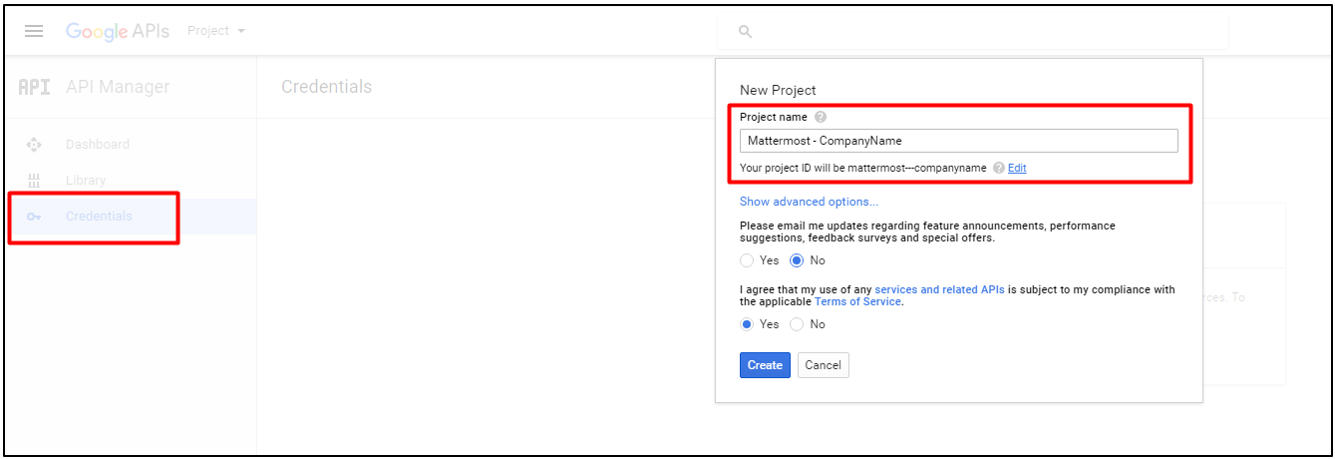 Google APIs Project
API API Manager Credentials
Dashboard
Library
Credentials
New Project
Project name ?
Mattermost - CompanyName
Your project ID will be mattermost---companyname ? Edit
Show advanced options...
Please email me updates regarding feature announcements, performance
suggestions, feedback surveys and special offers.
Yes No
I agree that my use of any services and related APIs is subject to my compliance with
the applicable Terms of Service.
Yes No
Create Cancel
rces. To